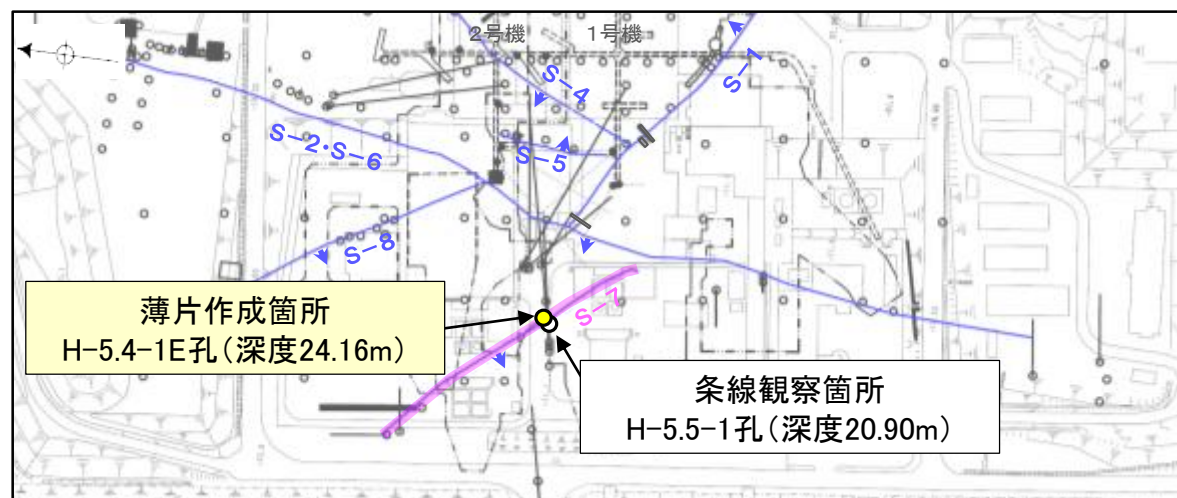 2号機
1号機
S-1
S-4
S-5
S-2・S-6
S-8
S-7
薄片作成箇所
H-5.4-1E孔(深度24.16m)
条線観察箇所
H-5.5-1孔(深度20.90m)